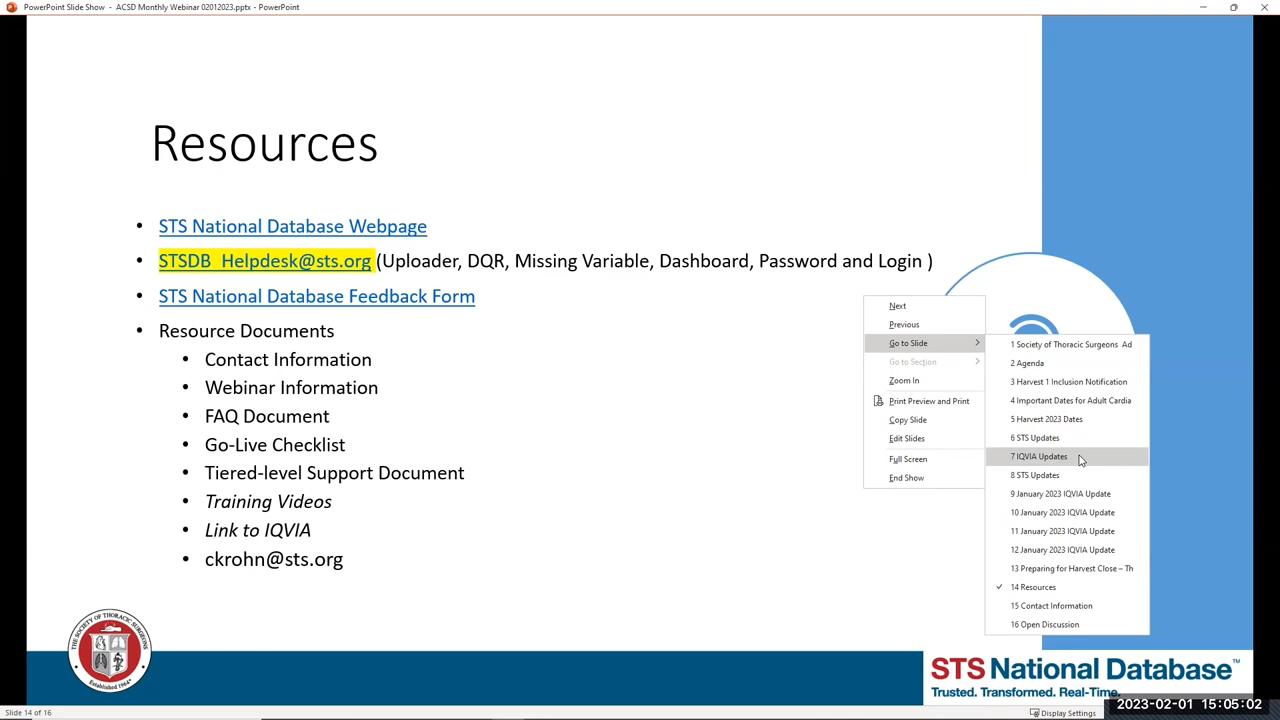 PowerPoint Slide Show - ACSD Monthly Webinar 02012023.pptx - PowerPoint
Resources
• STS National Database Webpage
• STSDB_Helpdesk@sts.org (Uploader, DQR, Missing Variable, Dashboard, Password and Login )
• STS National Database Feedback Form
• Resource Documents
• Contact Information
• Webinar Information
• FAQ Document
• Go-Live Checklist
• Tiered-level Support Document
• Training Videos
• Link to IQVIA
• ckrohn@sts.org
Next
Previous
Go to Slide
Go to Section
Zoom In
Print Preview and Print
Copy Slide
Edit Slides
Full Screen
End Show
1 Society of Thoracic Surgeons Ad
2 Agenda
3 Harvest 1 Inclusion Notification
4 Important Dates for Adult Cardia
5 Harvest 2023 Dates
6 STS Updates
7 IQVIA Updates
8 STS Updates
9 January 2023 IQVIA Update
10 January 2023 IQVIA Update
11 January 2023 IQVIA Update
12 January 2023 IQVIA Update
13 Preparing for Harvest Close – Th
14 Resources
15 Contact Information
16 Open Discussion
THE SOCIETY OF THORACIC SURGEONS
Established 1964
STS National Database™
Trusted. Transformed. Real-Time.
Slide 14 of 16
Display Settings
2023-02-01 15:05:02